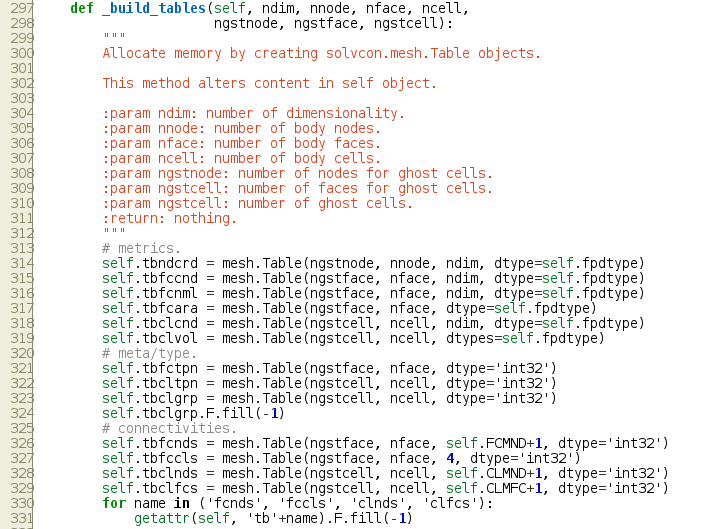 297 def _build_tables(self, ndim, nnode, nface, ncell,
298 ngstnode, ngstface, ngstcell):
299 """
300 Allocate memory by creating solvcon.mesh.Table objects.
301
302 This method alters content in self object.
303
304 :param ndim: number of dimensionality.
305 :param nnode: number of body nodes.
306 :param nface: number of body faces.
307 :param ncell: number of body cells.
308 :param ngstnode: number of nodes for ghost cells.
309 :param ngstcell: number of faces for ghost cells.
310 :param ngstcell: number of ghost cells.
311 :return: nothing.
312 """
313 # metrics.
314 self.tbndcrd = mesh.Table(ngstnode, nnode, ndim, dtype=self.fpdtype)
315 self.tbfccnd = mesh.Table(ngstface, nface, ndim, dtype=self.fpdtype)
316 self.tbfcnml = mesh.Table(ngstface, nface, ndim, dtype=self.fpdtype)
317 self.tbfcara = mesh.Table(ngstface, nface, dtype=self.fpdtype)
318 self.tbclcnd = mesh.Table(ngstcell, ncell, ndim, dtype=self.fpdtype)
319 self.tbclvol = mesh.Table(ngstcell, ncell, dtypes=self.fpdtype)
320 # meta/type.
321 self.tbfctpn = mesh.Table(ngstface, nface, dtype='int32')
322 self.tbcltpn = mesh.Table(ngstcell, ncell, dtype='int32')
323 self.tbclgrp = mesh.Table(ngstcell, ncell, dtype='int32')
324 self.tbclgrp.F.fill(-1)
325 # connectivities.
326 self.tbfcnds = mesh.Table(ngstface, nface, self.FCMND+1, dtype='int32')
327 self.tbfccls = mesh.Table(ngstface, nface, 4, dtype='int32')
328 self.tbclnds = mesh.Table(ngstcell, ncell, self.CLMND+1, dtype='int32')
329 self.tbclfcs = mesh.Table(ngstcell, ncell, self.CLMFC+1, dtype='int32')
330 for name in ('fcnds', 'fccls', 'clnds', 'clfcs'):
331 getattr(self, 'tb'+name).F.fill(-1)